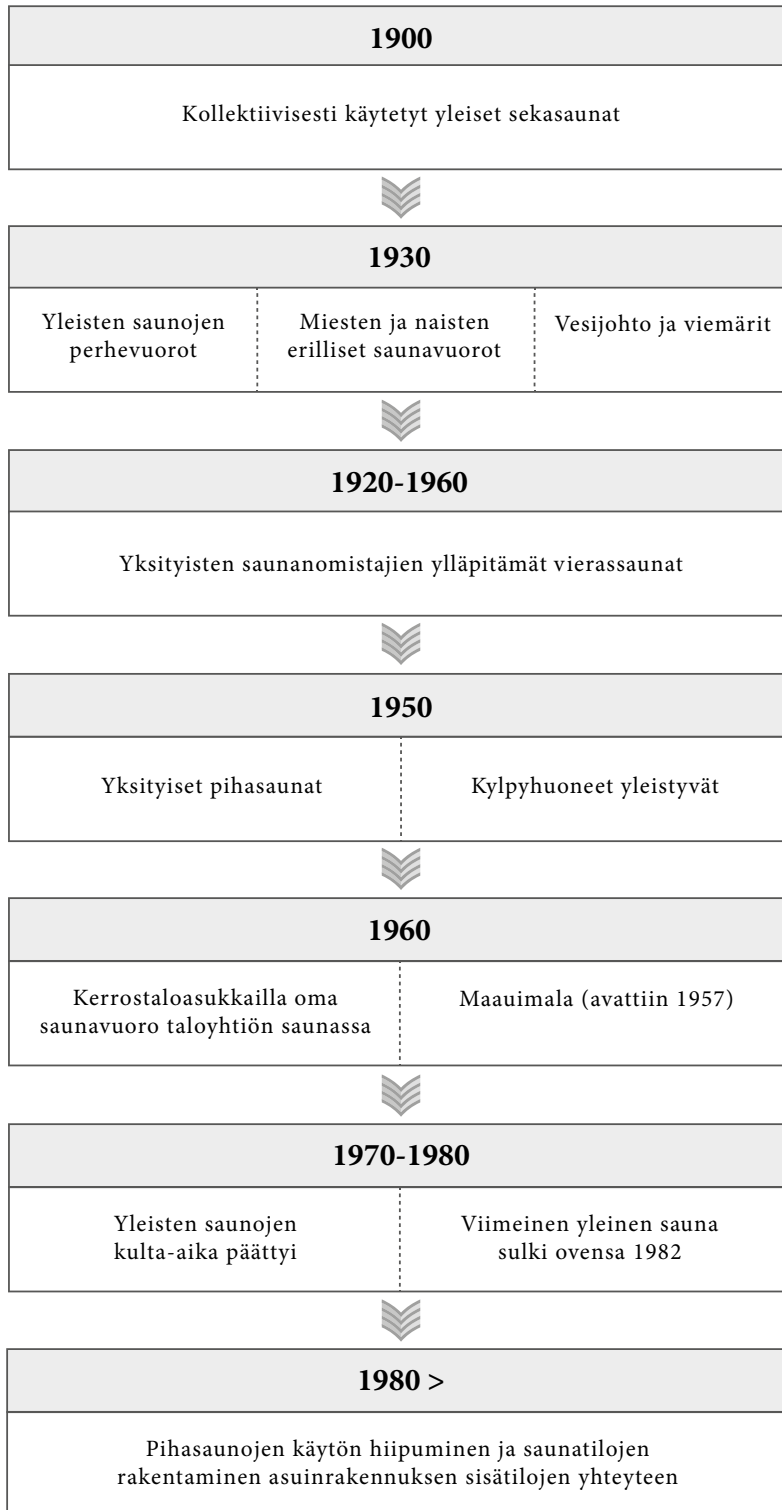 1900
Kollektiivisesti käytetyt yleiset sekasaunat
1930
Yleisten saunojen
perhevuorot
Miesten ja naisten
erilliset saunavuorot
Vesijohto ja viemärit
1920-1960
Yksityisten saunanomistajien ylläpitämät vierassaunat
1950
Yksityiset pihasaunat
Kylpyhuoneet yleistyvät
1960
Kerrostaloasukkailla oma
saunavuoro taloyhtiön saunassa
Maauimala (avattiin 1957)
1970-1980
Yleisten saunojen
kulta-aika päättyi
Viimeinen yleinen sauna
sulki ovensa 1982
1980 >
Pihasaunojen käytön hiipuminen ja saunatilojen
rakentaminen asuinrakennuksen sisätilojen yhteyteen